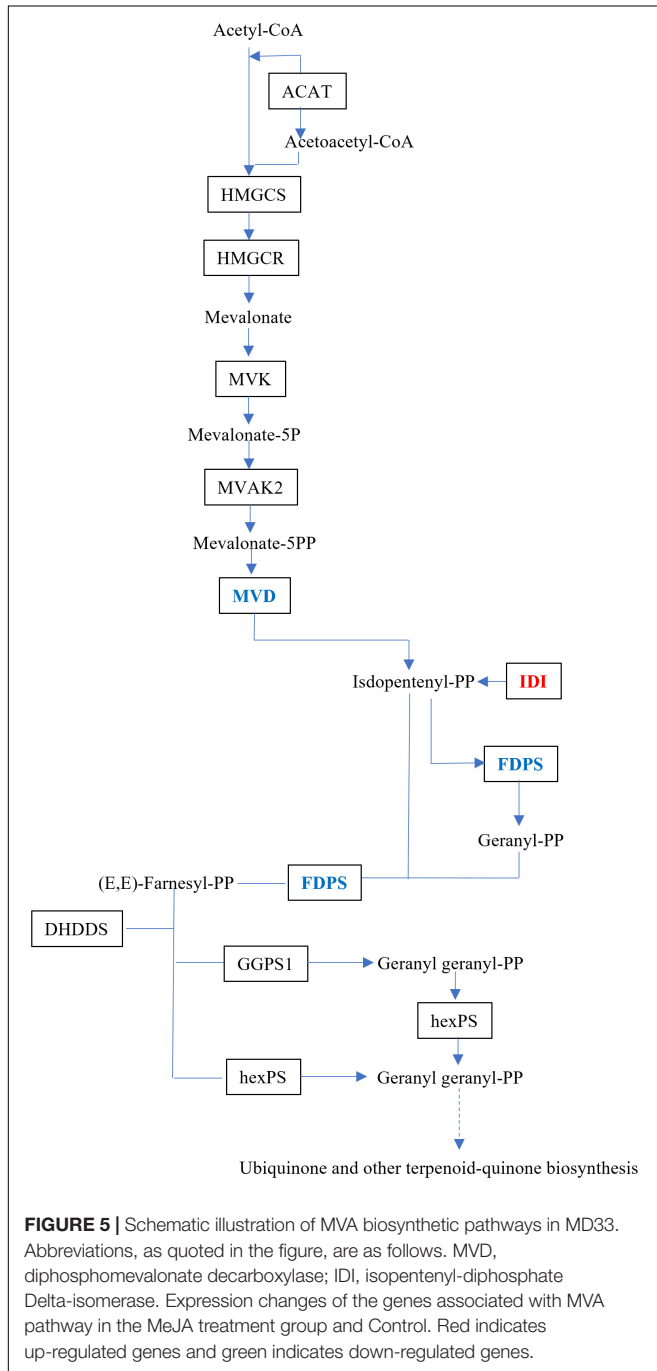 Acetyl-CoA
ACAT
Acetoacetyl-CoA
HMGCS
HMGCR
Mevalonate
MVK
Mevalonate-5P
MVAK2
Mevalonate-5PP
MVD
Isdopentenyl-PP
IDI
FDPS
Geranyl-PP
(E,E)-Farnesyl-PP
FDPS
DHDDS
GGPS1
Geranyl geranyl-PP
hexPS
hexPS
Geranyl geranyl-PP
Ubiquinone and other terpenoid-quinone biosynthesis
FIGURE 5 | Schematic illustration of MVA biosynthetic pathways in MD33.
Abbreviations, as quoted in the figure, are as follows. MVD,
diphosphomevalonate decarboxylase; IDI, isopentenyl-diphosphate
Delta-isomerase. Expression changes of the genes associated with MVA
pathway in the MeJA treatment group and Control. Red indicates
up-regulated genes and green indicates down-regulated genes.